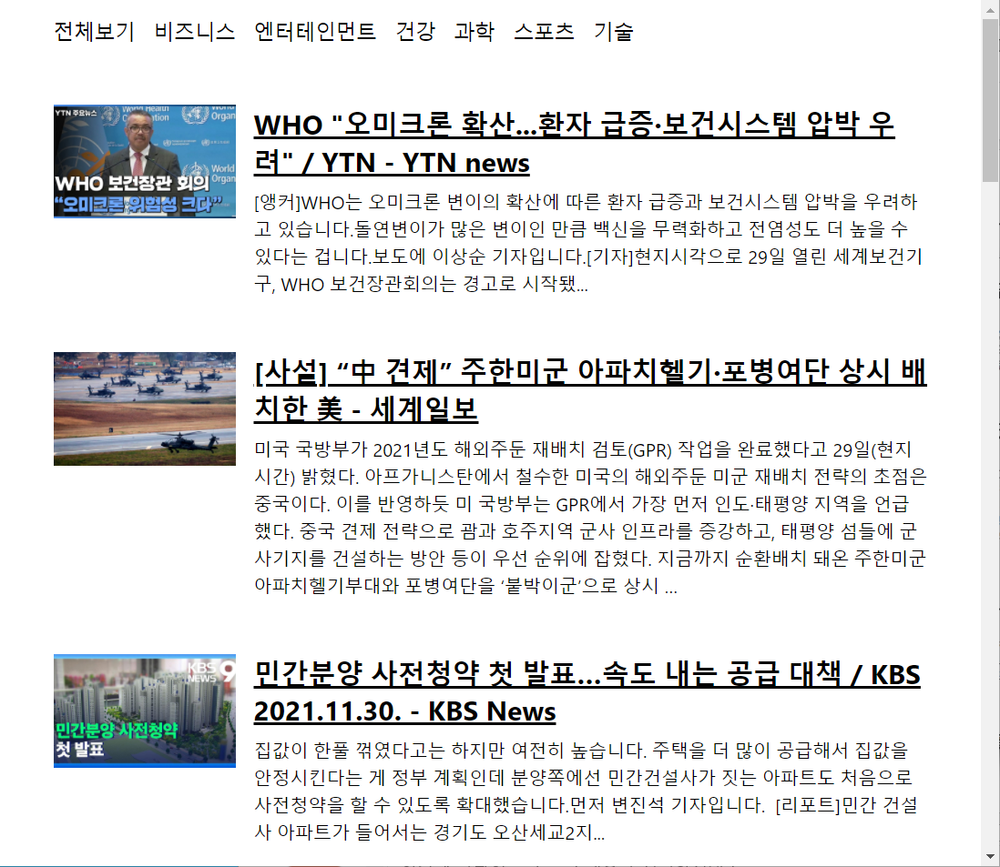 전체보기 비즈니스 엔터테인먼트 건강 과학 스포츠 기술
YTN 주요뉴스
World Health
Organ
World
Organ
WHO 보건장관 회의
“오미크론 위험성 크다”
WHO "오미크론 확산...환자 급증·보건시스템 압박 우
려" / YTN - YTN news
[앵커]WHO는 오미크론 변이의 확산에 따른 환자 급증과 보건시스템 압박을 우려하
고 있습니다.돌연변이가 많은 변이인 만큼 백신을 무력화하고 전염성도 더 높을 수
있다는 겁니다.보도에 이상순 기자입니다.[기자]현지시각으로 29일 열린 세계보건기
구, WHO 보건장관회의는 경고로 시작됐...
[사설] “中 견제” 주한미군 아파치헬기·포병여단 상시 배
치한 美 - 세계일보
미국 국방부가 2021년도 해외주둔 재배치 검토(GPR) 작업을 완료했다고 29일(현지
시간) 밝혔다. 아프가니스탄에서 철수한 미국의 해외주둔 미군 재배치 전략의 초점은
중국이다. 이를 반영하듯 미 국방부는 GPR에서 가장 먼저 인도·태평양 지역을 언급
했다. 중국 견제 전략으로 괌과 호주지역 군사 인프라를 증강하고, 태평양 섬들에 군
사기지를 건설하는 방안 등이 우선 순위에 잡혔다. 지금까지 순환배치 돼온 주한미군
아파치헬기부대와 포병여단을 ‘붙박이군’으로 상시 …
KBS
NEWS 9
민간분양 사전청약
첫 발표
민간분양 사전청약 첫 발표…속도 내는 공급 대책 / KBS
2021.11.30. - KBS News
집값이 한풀 꺾였다고는 하지만 여전히 높습니다. 주택을 더 많이 공급해서 집값을
안정시킨다는 게 정부 계획인데 분양쪽에선 민간건설사가 짓는 아파트도 처음으로
사전청약을 할 수 있도록 확대했습니다.먼저 변진석 기자입니다. [리포트]민간 건설
사 아파트가 들어서는 경기도 오산세교2지...